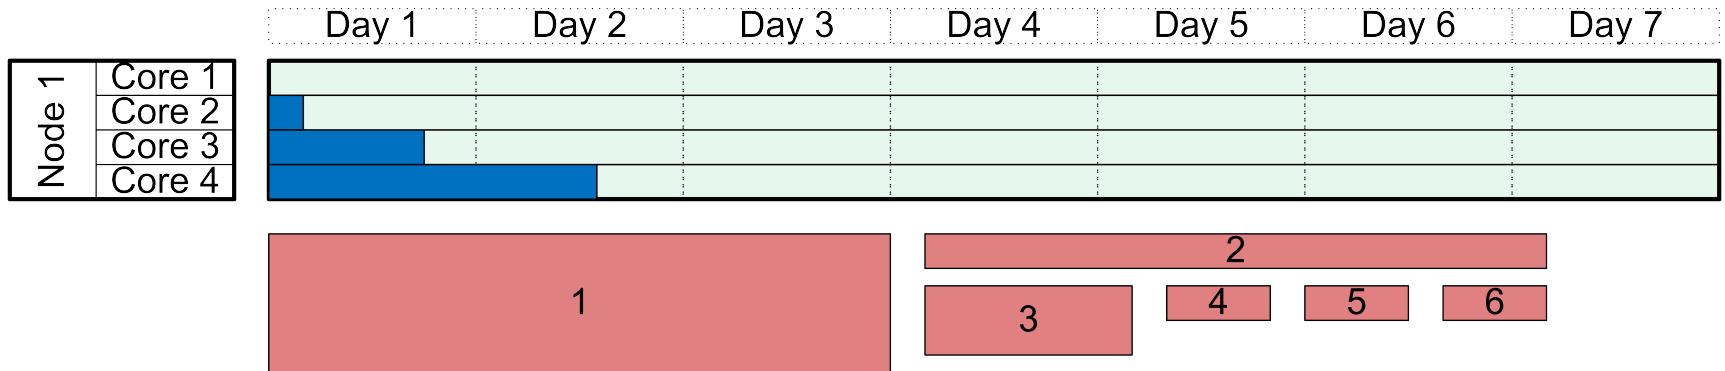 Day 1 Day 2 Day 3 Day 4 Day 5 Day 6 Day 7
Node 1
Core 1
Core 2
Core 3
Core 4
2
1
3
4 5 6